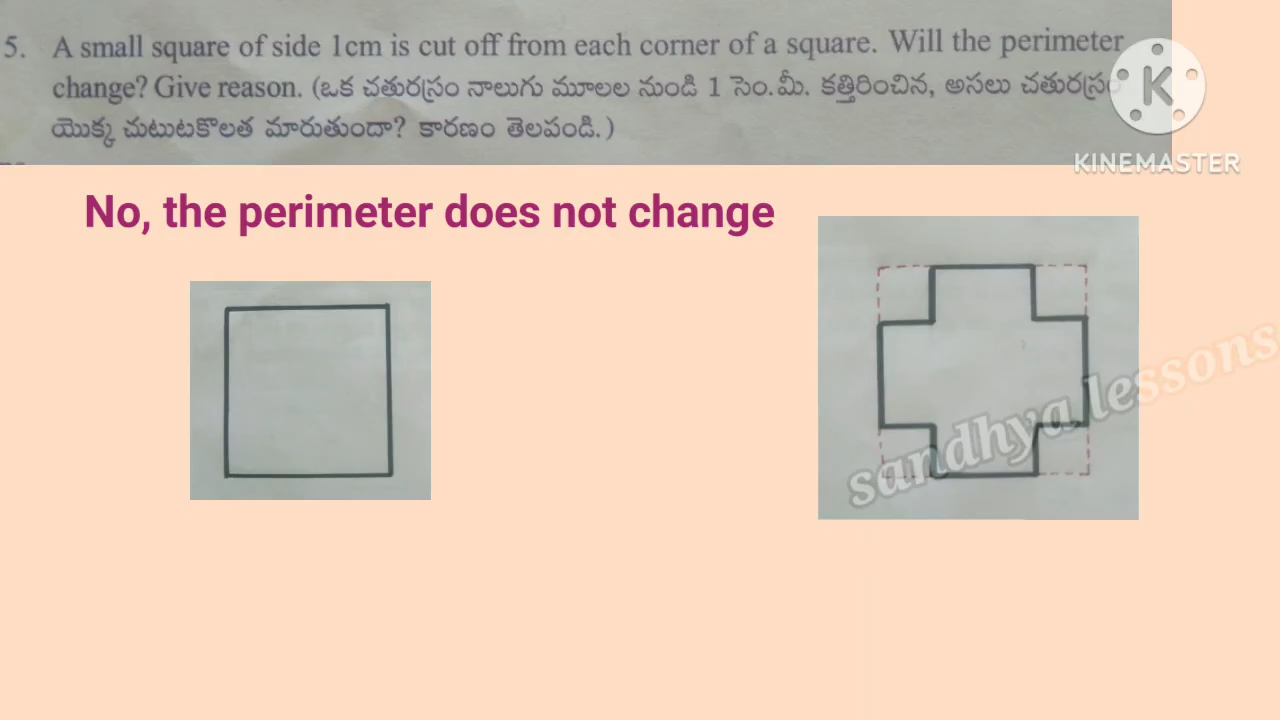 5. A small square of side 1cm is cut off from each corner of a square. Will the perimeter
change? Give reason. (ఒక చతురస్రం నాలుగు మూలల నుండి 1 సెం.మీ. కత్తిరించిన, అసలు చతురస్రం
యొక్క చుటుటకొలత మారుతుందా? కారణం తెలపండి.)
K
KINEMASTER
No, the perimeter does not change
sandhya lessons